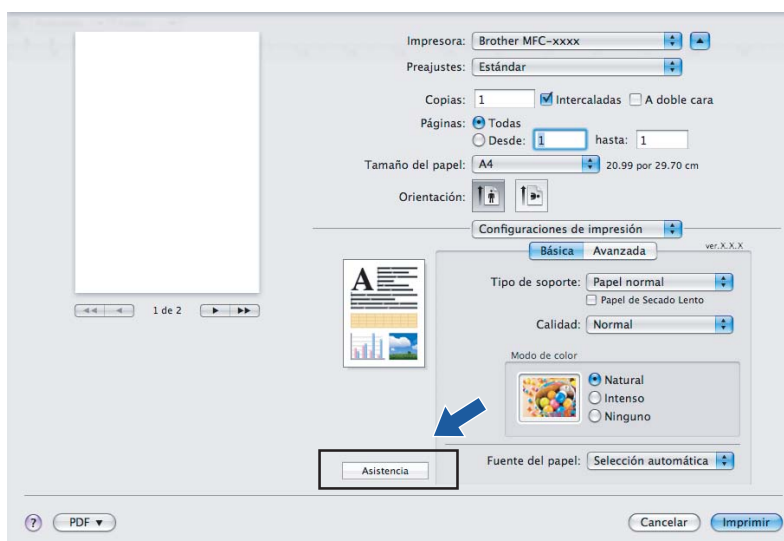 Impresora: Brother MFC-xxxx
Preajustes: Estándar
Copias: 1 Intercaladas A doble cara
Páginas: Todas
Desde: 1 hasta: 1
Tamaño del papel: A4 20.99 por 29.70 cm
Orientación:
Configuraciones de impresión
Básica Avanzada ver.X.X.X
Tipo de soporte: Papel normal
Papel de Secado Lento
1 de 2
A
Calidad: Normal
Modo de color
Natural
Intenso
Ninguno
Asistencia
Fuente del papel: Selección automática
? PDF Cancelar Imprimir